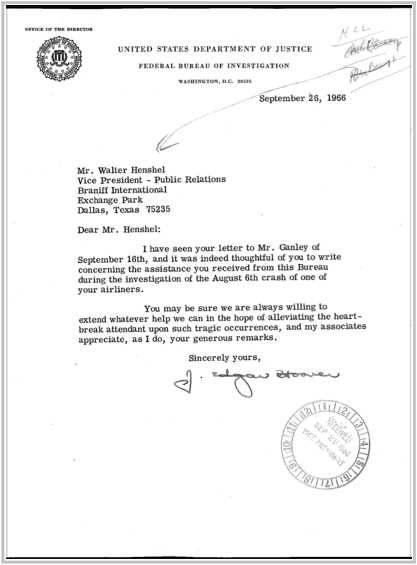 OFFICE OF THE DIRECTOR
UNITED STATES DEPARTMENT OF JUSTICE
FEDERAL BUREAU OF INVESTIGATION
WASHINGTON, D.C. 20535
September 26, 1966
Mr. Walter Henshel
Vice President - Public Relations
Braniff International
Exchange Park
Dallas, Texas 75235
Dear Mr. Henshel:
I have seen your letter to Mr. Ganley of
September 16th, and it was indeed thoughtful of you to write
concerning the assistance you received from this Bureau
during the investigation of the August 6th crash of one of
your airliners.
You may be sure we are always willing to
extend whatever help we can in the hope of alleviating the heart-
break attendant upon such tragic occurrences, and my associates
appreciate, as I do, your generous remarks.
Sincerely yours,
J. Edgar Hoover
RECEIVED
SEP 28 1966
VICE PRESIDENT